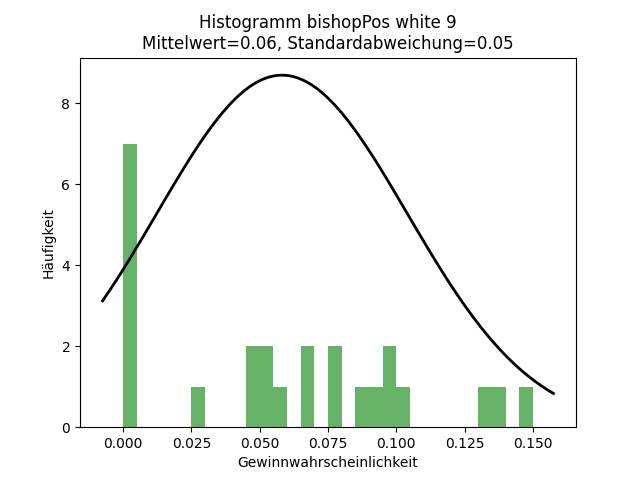 Histogramm bishopPos white 9
Mittelwert=0.06, Standardabweichung=0.05
Häufigkeit
8
6
4
2
0
0.000 0.025 0.050 0.075 0.100 0.125 0.150
Gewinnwahrscheinlichkeit